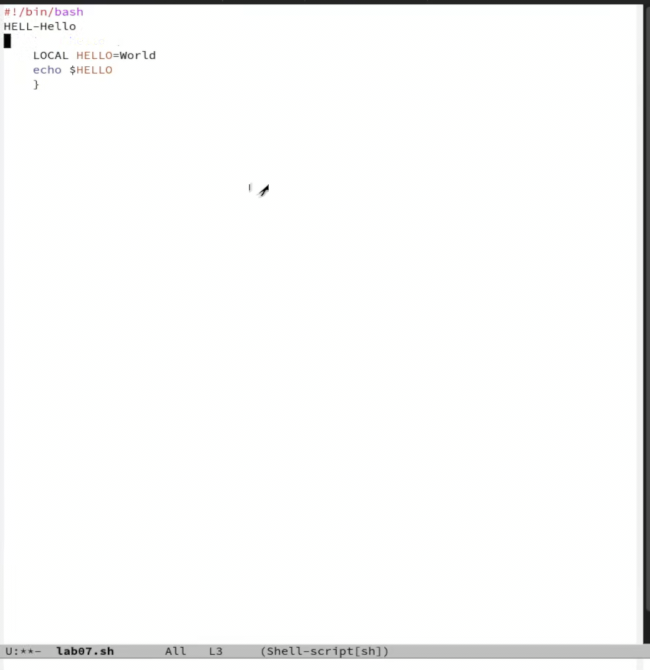 #!/bin/bash
HELL-Hello
LOCAL HELLO=World
echo $HELLO
}
U:**- lab07.sh All L3 (Shell-script[sh])